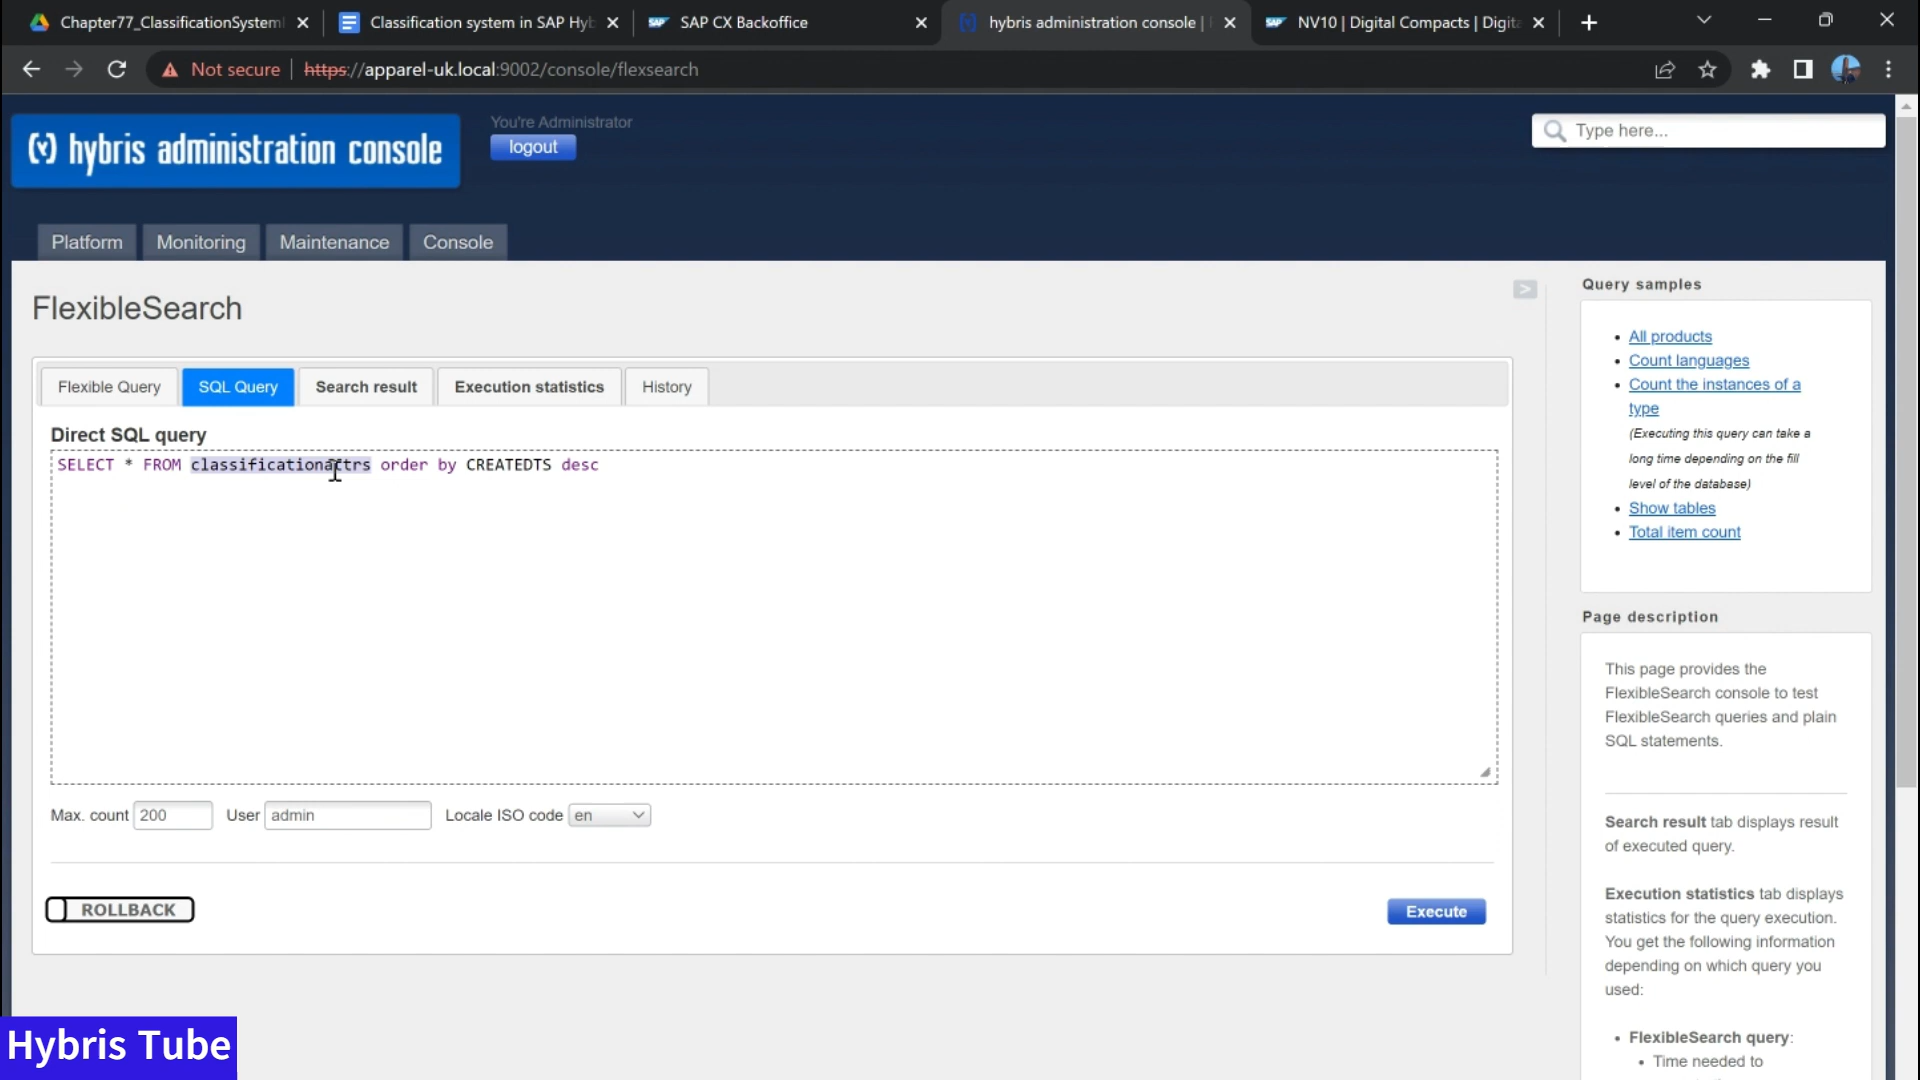 Chapter77_ClassificationSystem
Classification system in SAP Hyb
SAP CX Backoffice
hybris administration console |
NV10 | Digital Compacts | Digit
Not secure
https://apparel-uk.local:9002/console/flexsearch
hybris administration console
You're Administrator
logout
Type here...
Platform
Monitoring
Maintenance
Console
FlexibleSearch
Flexible Query
SQL Query
Search result
Execution statistics
History
Direct SQL query
SELECT * FROM classificationattrs order by CREATEDTS desc
Max. count 200 User admin Locale ISO code en
ROLLBACK
Execute
>
Query samples
All products
Count languages
Count the instances of a
type
(Executing this query can take a
long time depending on the fill
level of the database)
Show tables
Total item count
Page description
This page provides the
FlexibleSearch console to test
FlexibleSearch queries and plain
SQL statements.
Search result tab displays result
of executed query.
Execution statistics tab displays
statistics for the query execution.
You get the following information
depending on which query you
used:
FlexibleSearch query:
Time needed to
Hybris Tube